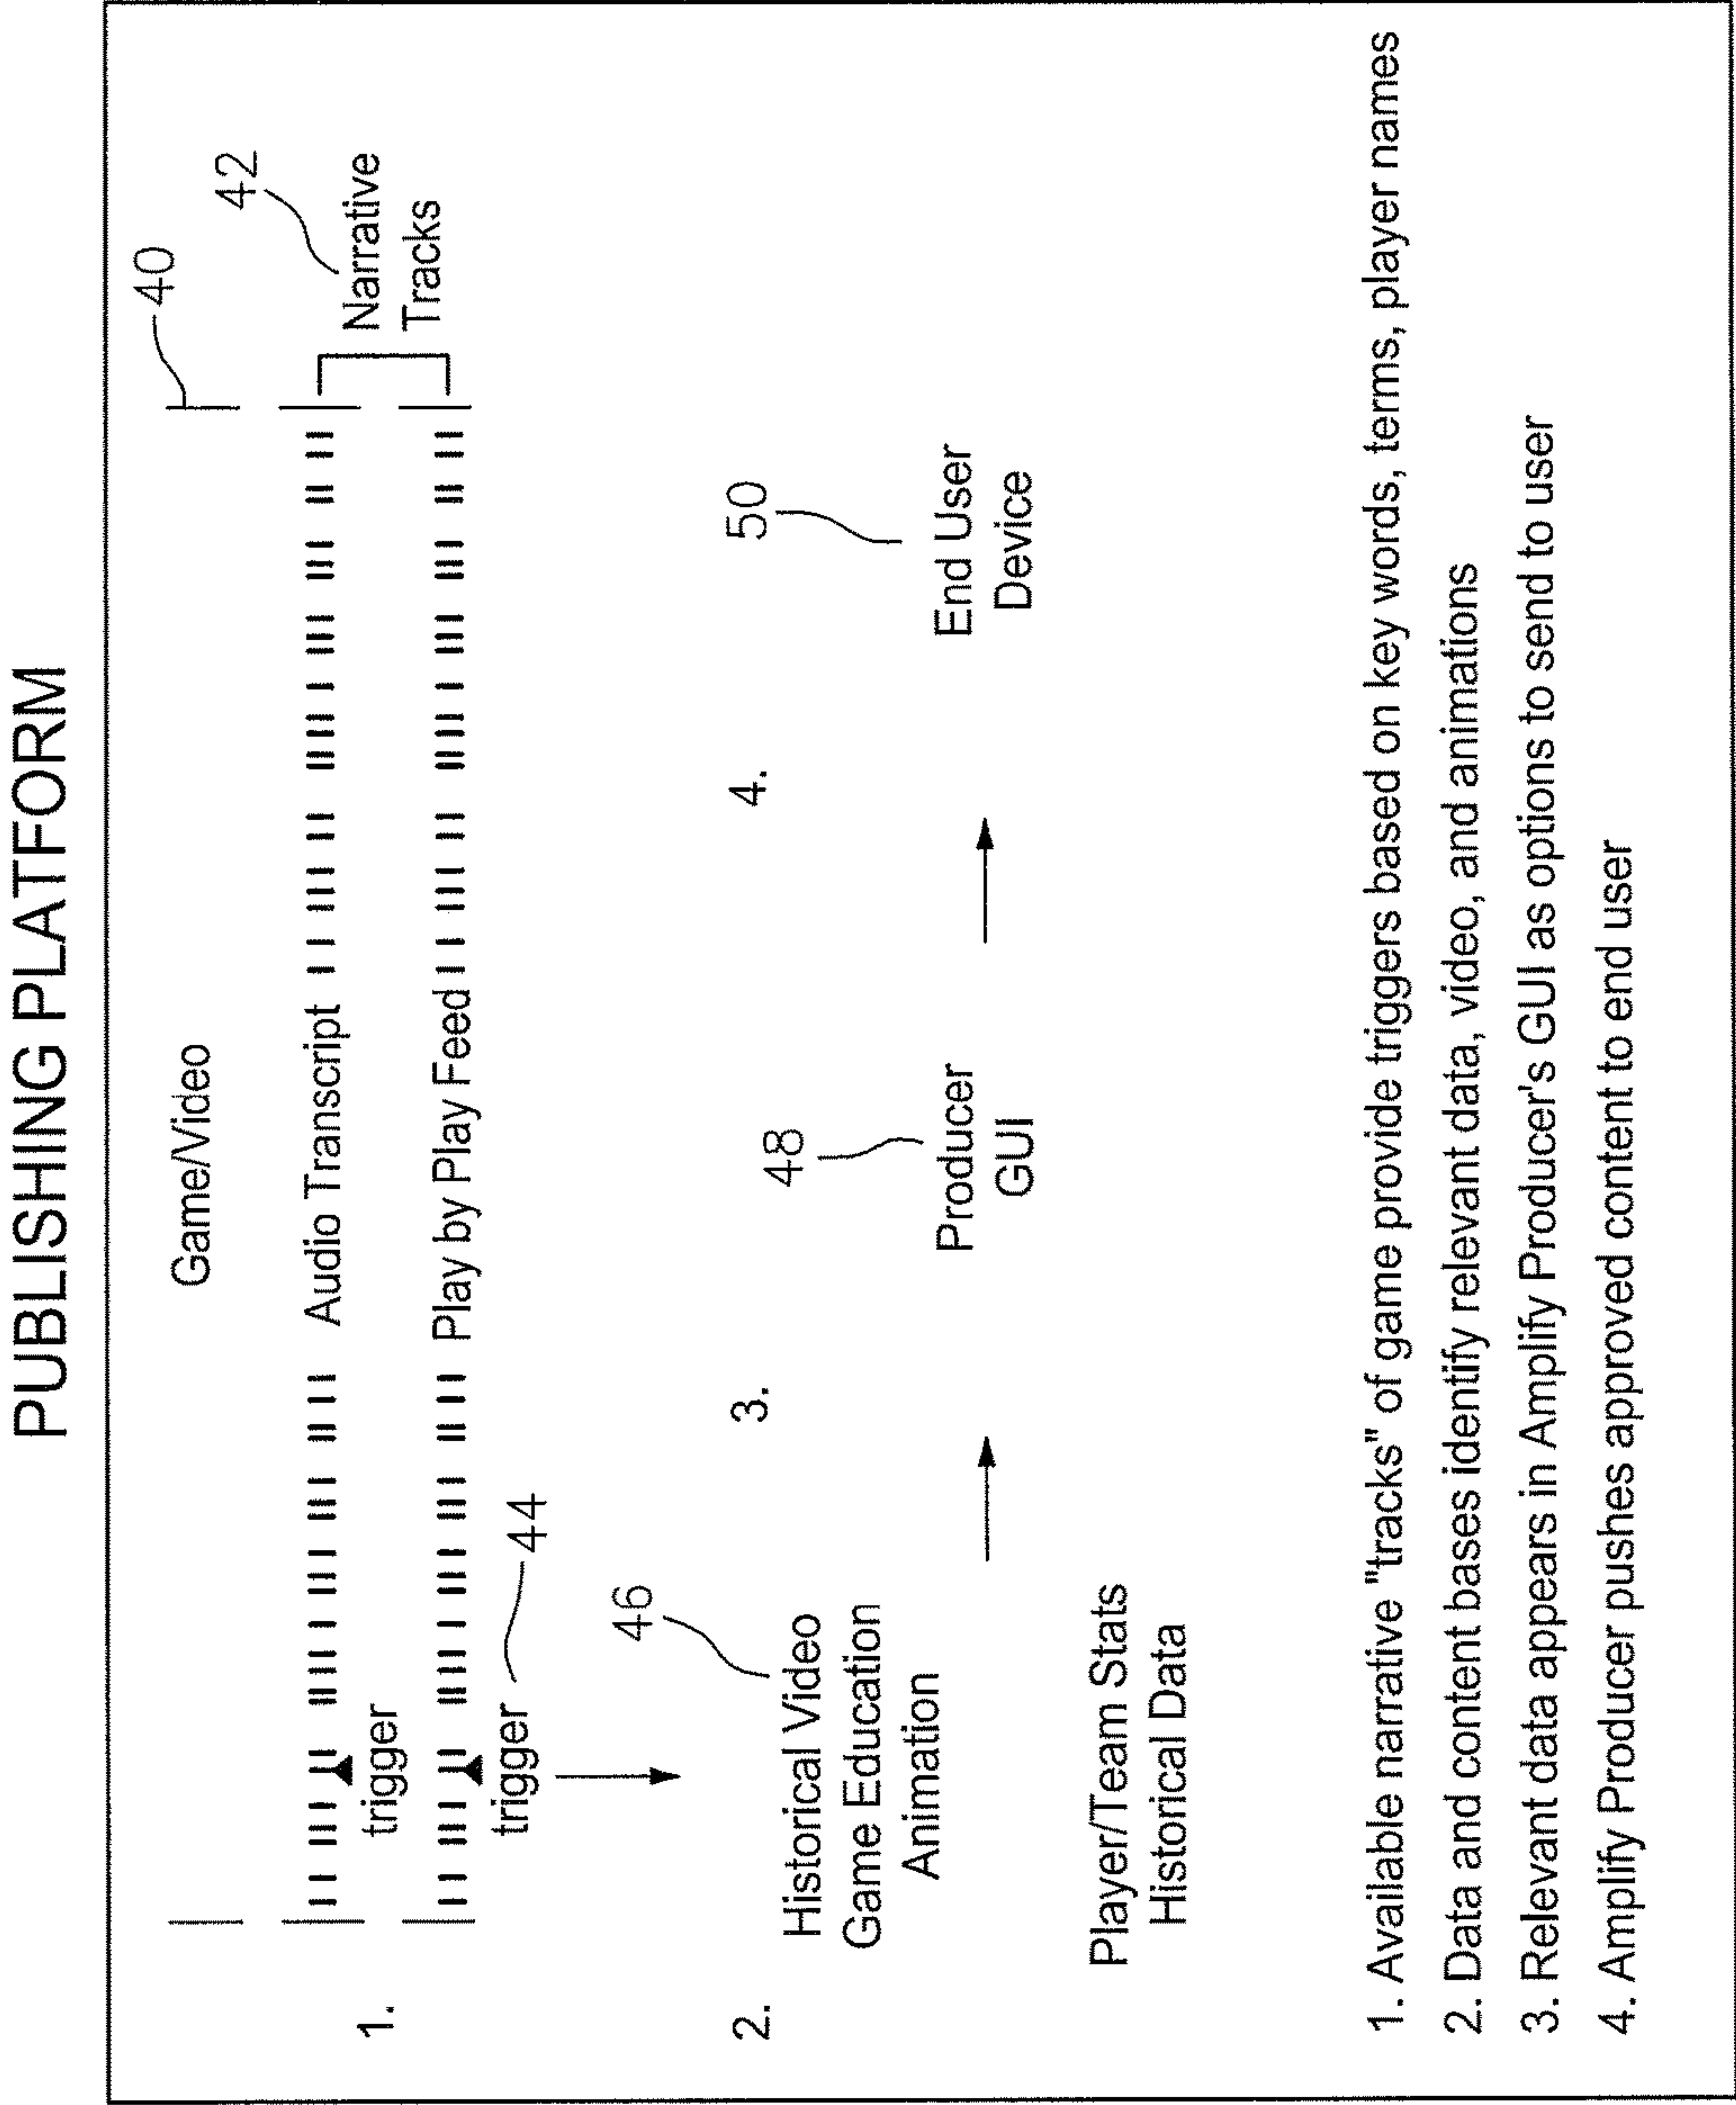 PUBLISHING PLATFORM
40
Game/Video
42
1.
Audio Transcript
Narrative
Tracks
trigger
Play by Play Feed
trigger
44
2.
46
3.
48
4.
50
Historical Video
Game Education
Animation
Producer
GUI
End User
Device
Player/Team Stats
Historical Data
1. Available narrative "tracks" of game provide triggers based on key words, terms, player names
2. Data and content bases identify relevant data, video, and animations
3. Relevant data appears in Amplify Producer's GUI as options to send to user
4. Amplify Producer pushes approved content to end user